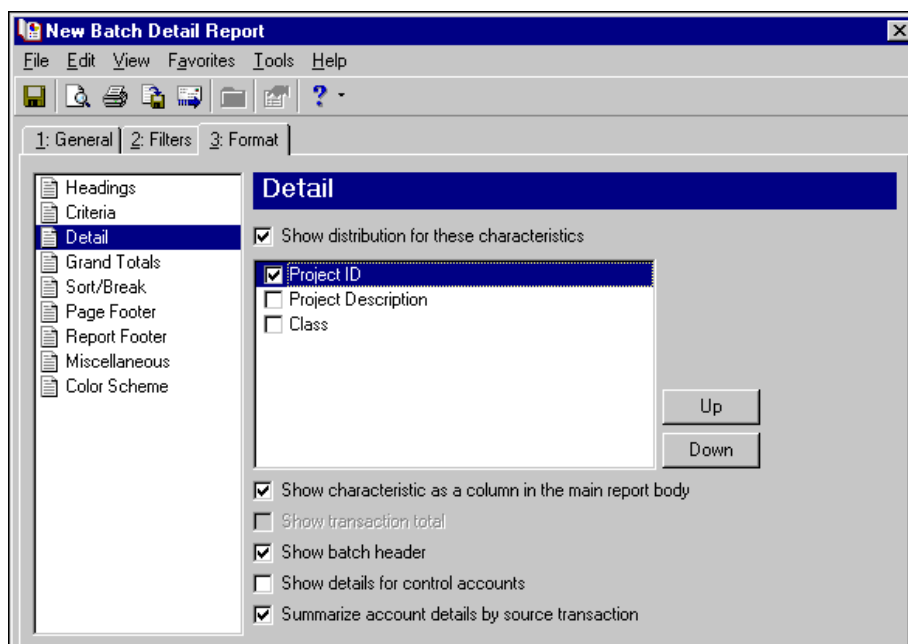 New Batch Detail Report
File Edit View Favorites Tools Help
1: General 2: Filters 3: Format
Headings
Criteria
Detail
Grand Totals
Sort/Break
Page Footer
Report Footer
Miscellaneous
Color Scheme
Detail
Show distribution for these characteristics
Project ID
Project Description
Class
Up
Down
Show characteristic as a column in the main report body
Show transaction total
Show batch header
Show details for control accounts
Summarize account details by source transaction